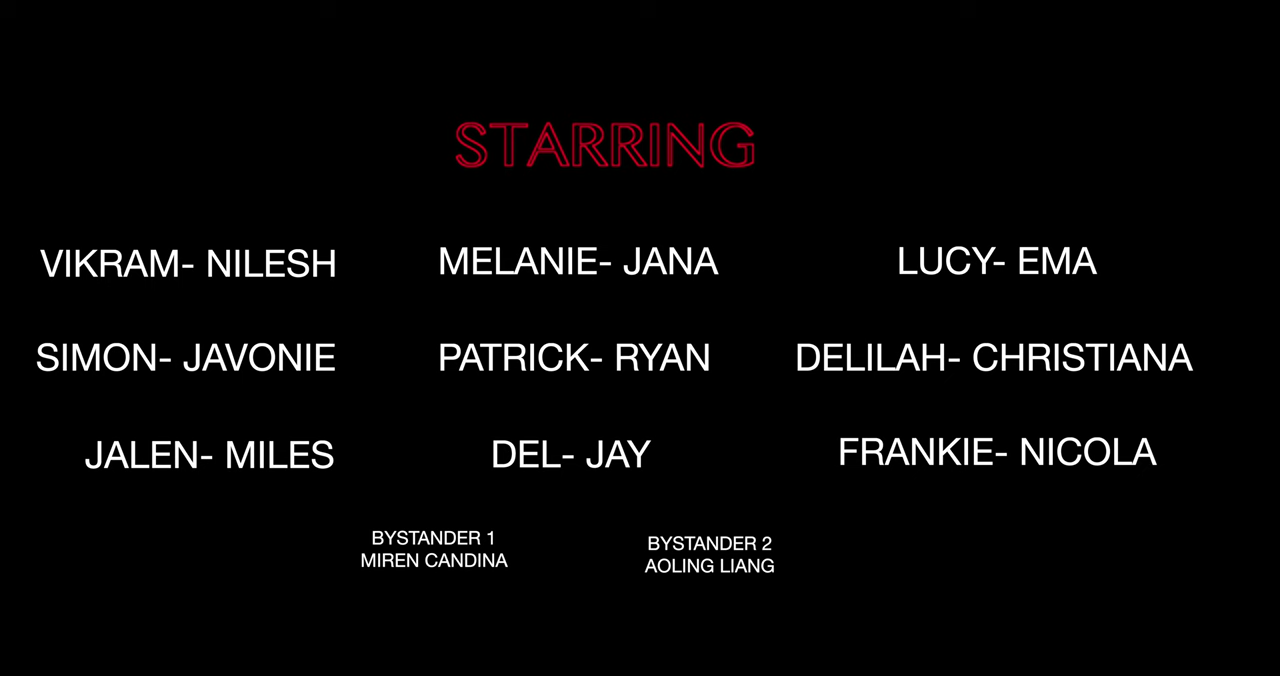 STARRING
VIKRAM- NILESH
MELANIE- JANA
LUCY- EMA
SIMON- JAVONIE
PATRICK- RYAN
DELILAH- CHRISTIANA
JALEN- MILES
DEL- JAY
FRANKIE- NICOLA
BYSTANDER 1
MIREN CANDINA
BYSTANDER 2
AOLING LIANG